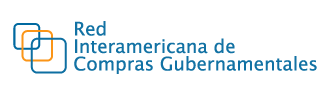 Red
Interamericana de
Compras Gubernamentales